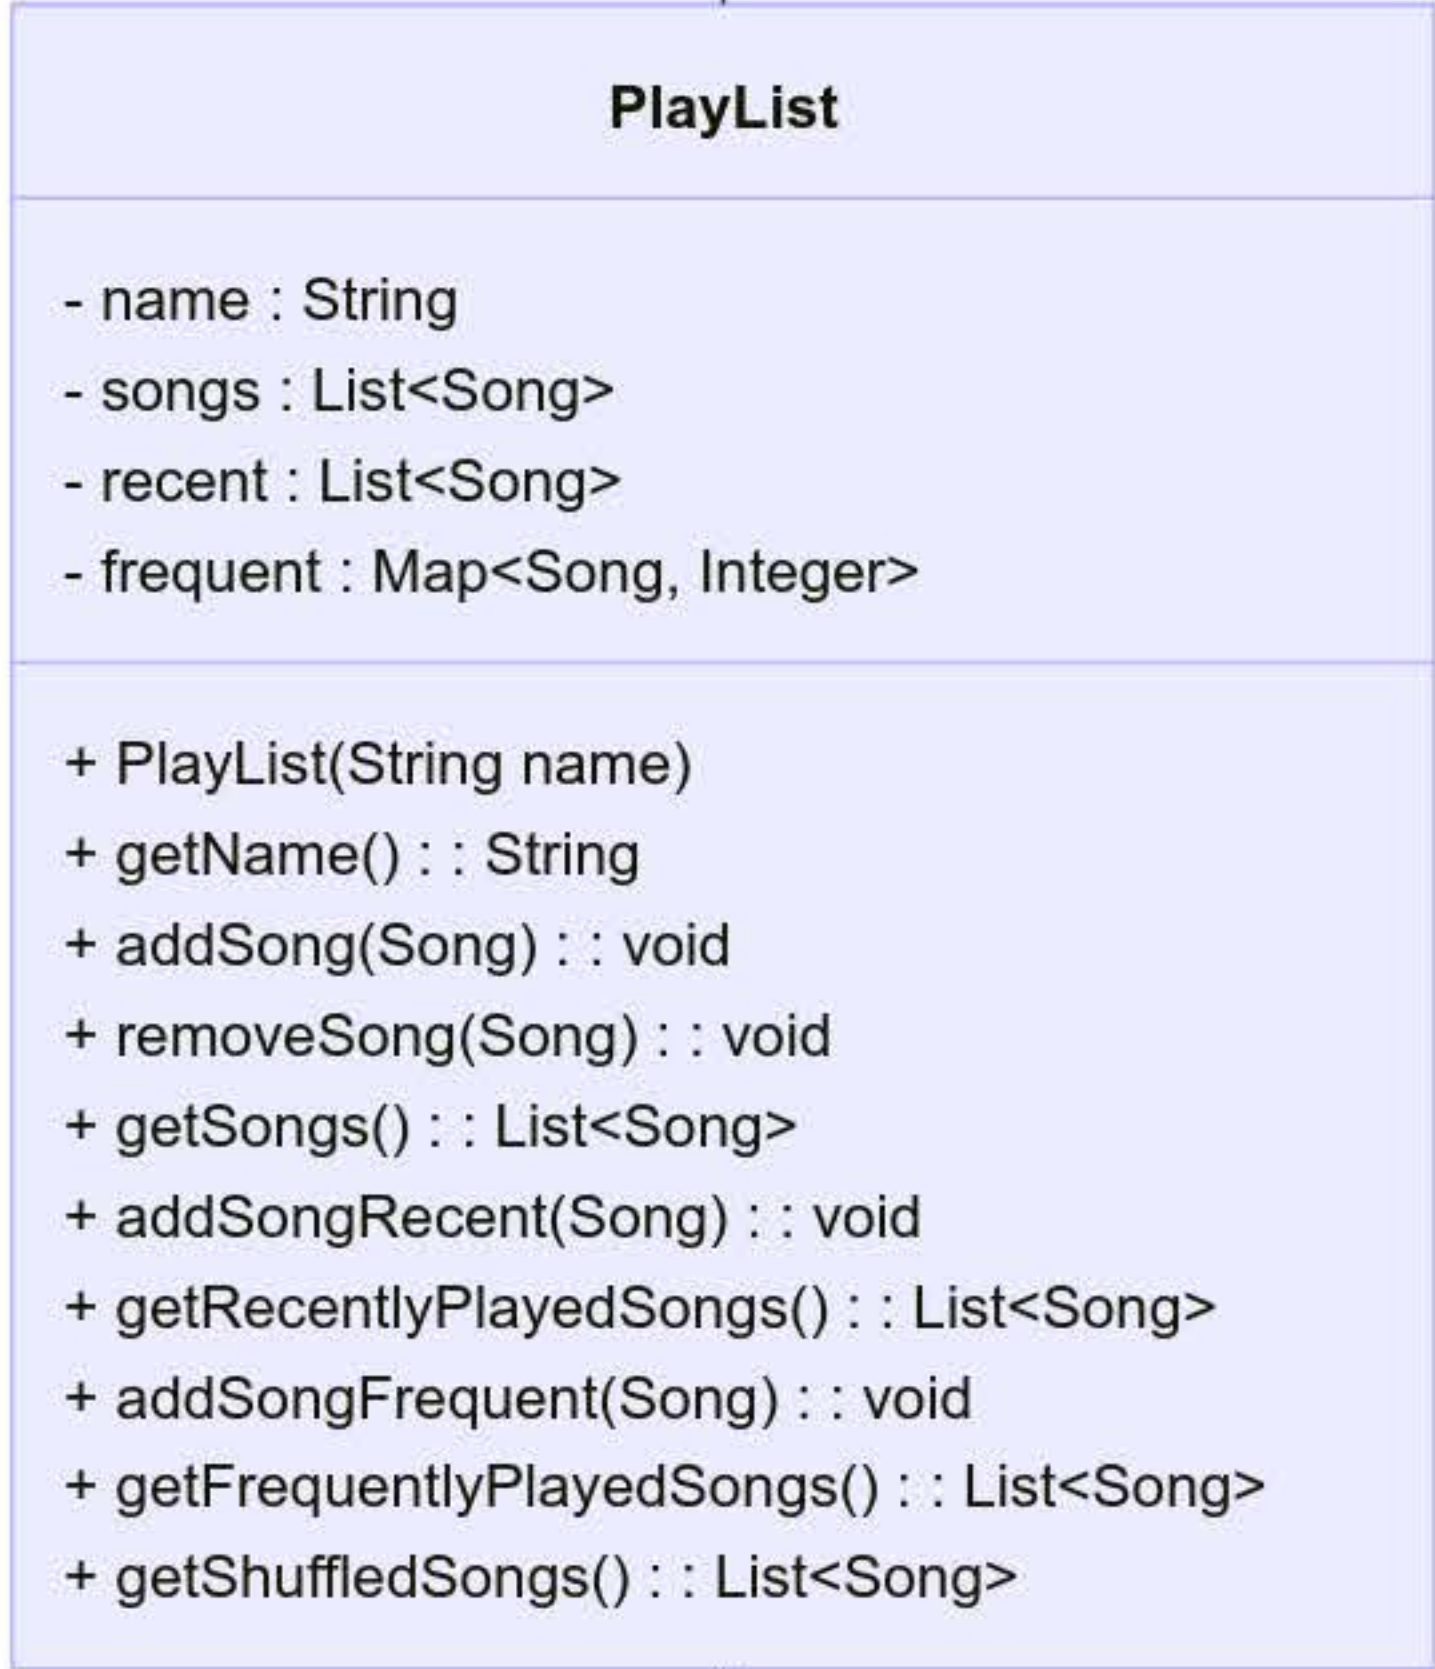 PlayList
- name : String
- songs : List<Song>
- recent : List<Song>
- frequent : Map<Song, Integer>
+ PlayList(String name)
+ getName() : : String
+ addSong(Song) : : void
+ removeSong(Song) : : void
+ getSongs() : : List<Song>
+ addSongRecent(Song) : : void
+ getRecentlyPlayedSongs() : : List<Song>
+ addSongFrequent(Song) : : void
+ getFrequentlyPlayedSongs() : : List<Song>
+ getShuffledSongs() : : List<Song>